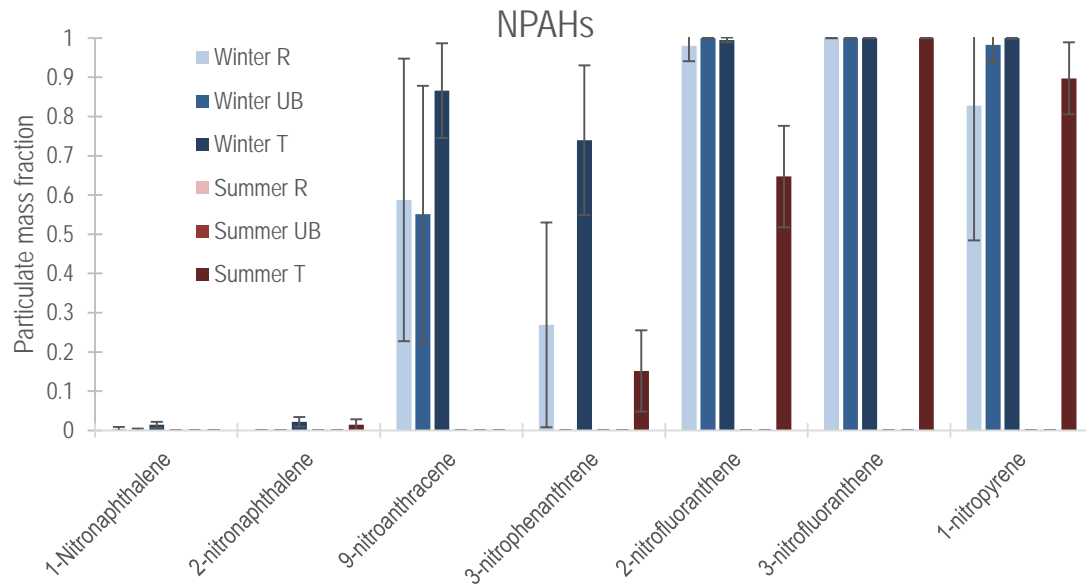 NPAHs
Particulate mass fraction
1
0.9
0.8
0.7
0.6
0.5
0.4
0.3
0.2
0.1
0
Winter R
Winter UB
Winter T
Summer R
Summer UB
Summer T
1-Nitronaphthalene
2-nitronaphthalene
9-nitroanthracene
3-nitrophenanthrene
2-nitrofluoranthene
3-nitrofluoranthene
1-nitropyrene